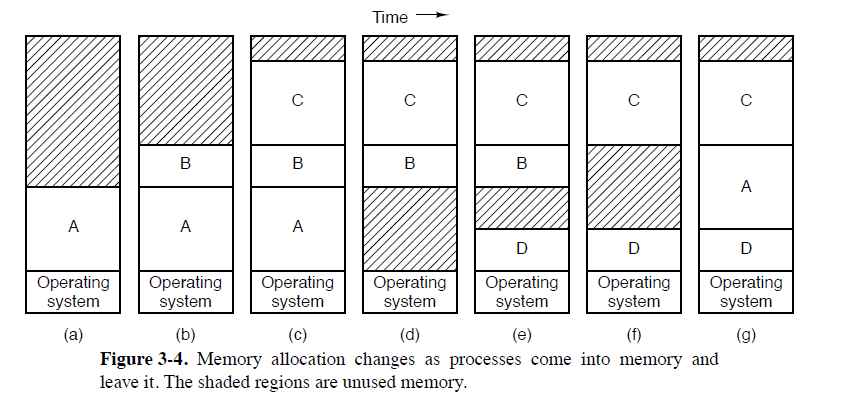 Time
C
C
C
C
C
B
B
B
B
A
A
A
A
D
D
D
Operating system
Operating system
Operating system
Operating system
Operating system
Operating system
Operating system
(a)
(b)
(c)
(d)
(e)
(f)
(g)
Figure 3-4. Memory allocation changes as processes come into memory and
leave it. The shaded regions are unused memory.